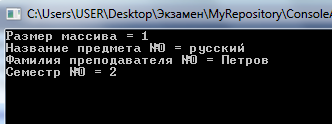 C:\Users\USER\Desktop\Экзамен\MyRepository\ConsoleA
Размер массива = 1
Название предмета №0 = русский
Фамилия преподавателя №0 = Петров
Семестр №0 = 2